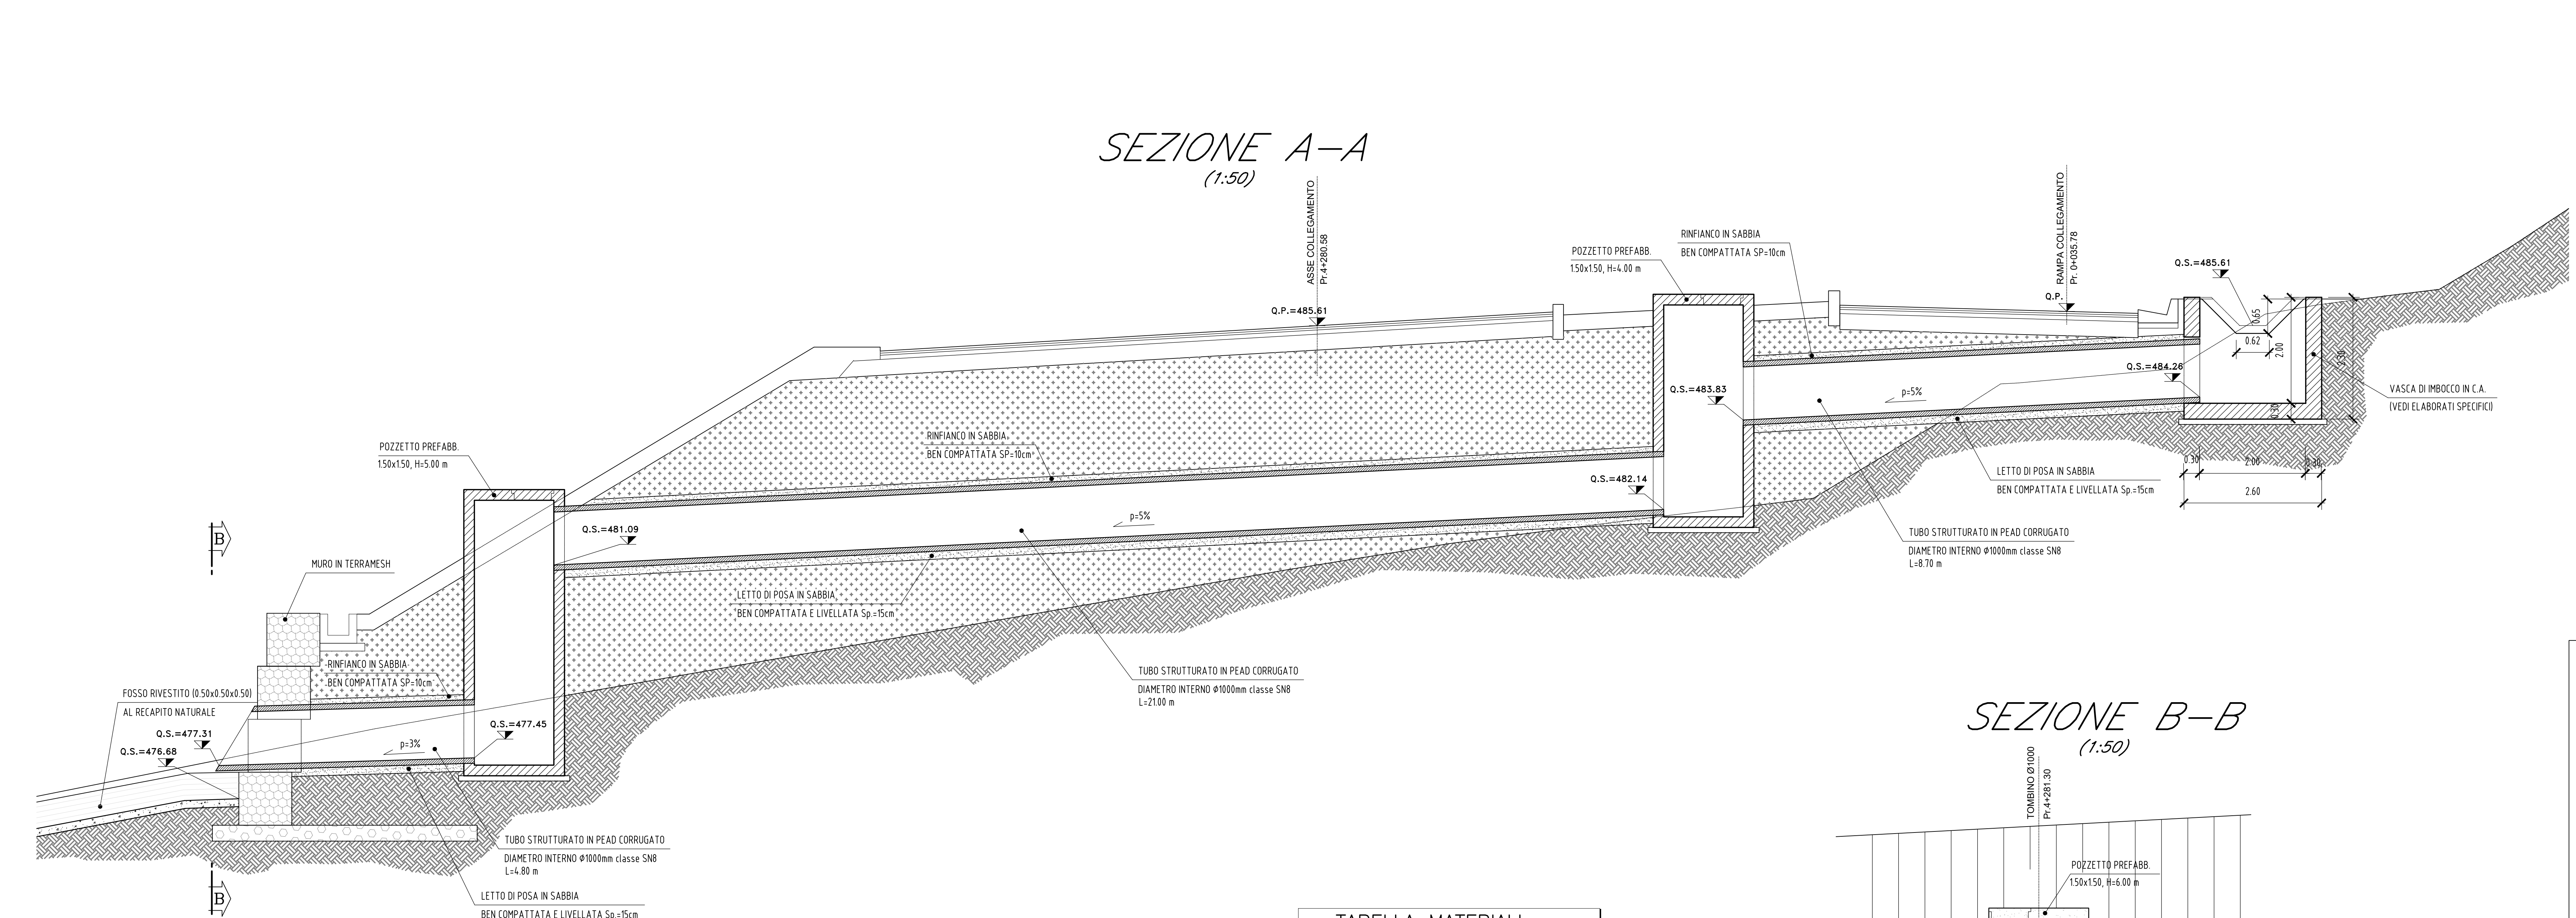 SEZIONE A-A
(1:50)
ASSE COLLEGAMENTO
Pr.4+280.58
Q.P.=485.61
POZZETTO PREFABB.
1.50x1.50, H=4.00 m
RINFIANCO IN SABBIA
BEN COMPATTATA SP=10cm
RAMPA COLLEGAMENTO
Pr. 0+035.78
Q.P.
Q.S.=485.61
0.65
0.62
2.00
2.30
0.30
Q.S.=484.26
p=5%
Q.S.=483.83
VASCA DI IMBOCCO IN C.A.
(VEDI ELABORATI SPECIFICI)
0.30
2.00
0.30
2.60
LETTO DI POSA IN SABBIA
BEN COMPATTATA E LIVELLATA Sp.=15cm
TUBO STRUTTURATO IN PEAD CORRUGATO
DIAMETRO INTERNO Φ1000mm classe SN8
L=8.70 m
Q.S.=482.14
RINFIANCO IN SABBIA
BEN COMPATTATA SP=10cm
p=5%
POZZETTO PREFABB.
1.50x1.50, H=5.00 m
Q.S.=481.09
LETTO DI POSA IN SABBIA
BEN COMPATTATA E LIVELLATA Sp.=15cm
TUBO STRUTTURATO IN PEAD CORRUGATO
DIAMETRO INTERNO Φ1000mm classe SN8
L=21.00 m
B
MURO IN TERRAMESH
RINFIANCO IN SABBIA
BEN COMPATTATA SP=10cm
FOSSO RIVESTITO (0.50x0.50x0.50)
AL RECAPITO NATURALE
Q.S.=477.31
Q.S.=476.68
Q.S.=477.45
p=3%
TUBO STRUTTURATO IN PEAD CORRUGATO
DIAMETRO INTERNO Φ1000mm classe SN8
L=4.80 m
LETTO DI POSA IN SABBIA
BEN COMPATTATA E LIVELLATA Sp.=15cm
B
SEZIONE B-B
(1:50)
TOMBINO Ø1000
Pr.4+281.30
POZZETTO PREFABB.
1.50x1.50, H=6.00 m
TABELLA MATERIALI